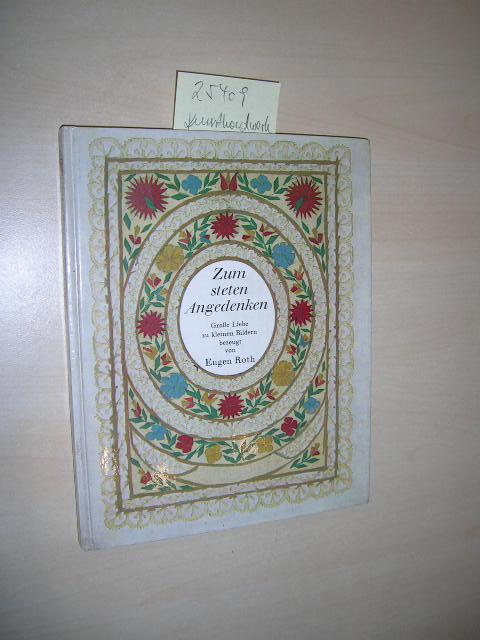 25409
Kunsthandwerk
Zum
steten
Angedenken
Große Liebe
zu kleinen Bildern
bezeugt
von
Eugen Roth